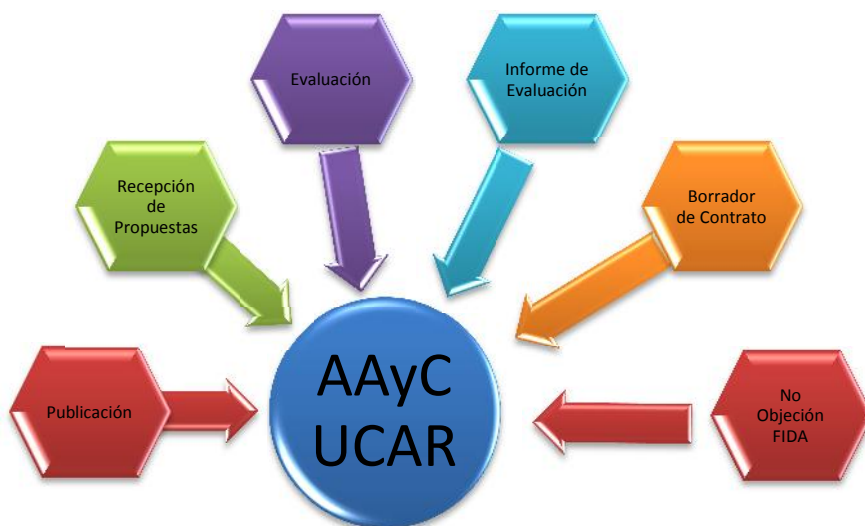 Evaluación
Informe de
Evaluación
Recepción
de
Propuestas
Borrador
de Contrato
AAyC
UCAR
Publicación
No
Objeción
FIDA